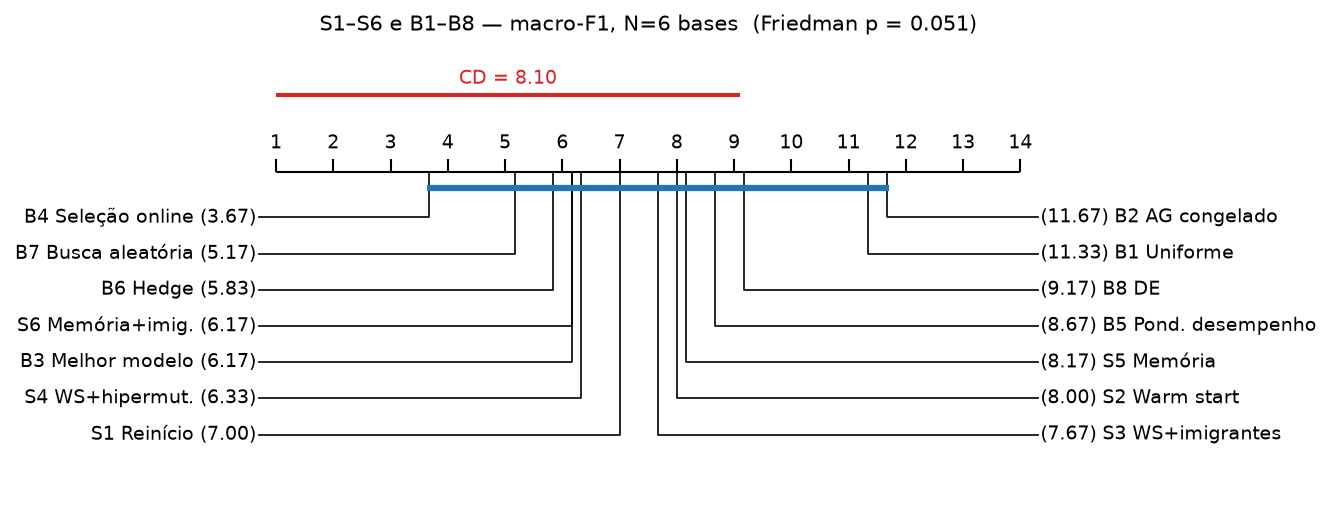 S1–S6 e B1–B8 — macro-F1, N=6 bases  (Friedman p = 0.051)
CD = 8.10
1 2 3 4 5 6 7 8 9 10 11 12 13 14
B4 Seleção online (3.67)
(11.67) B2 AG congelado
B7 Busca aleatória (5.17)
(11.33) B1 Uniforme
B6 Hedge (5.83)
(9.17) B8 DE
S6 Memória+imig. (6.17)
(8.67) B5 Pond. desempenho
B3 Melhor modelo (6.17)
(8.17) S5 Memória
S4 WS+hipermut. (6.33)
(8.00) S2 Warm start
S1 Reinício (7.00)
(7.67) S3 WS+imigrantes